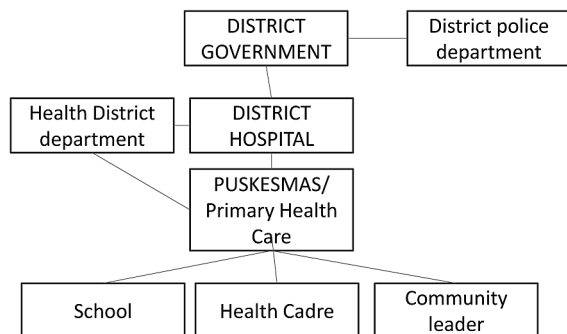 DISTRICT
GOVERNMENT
District police
department
Health District
department
DISTRICT
HOSPITAL
PUSKESMAS/
Primary Health
Care
School
Health Cadre
Community
leader